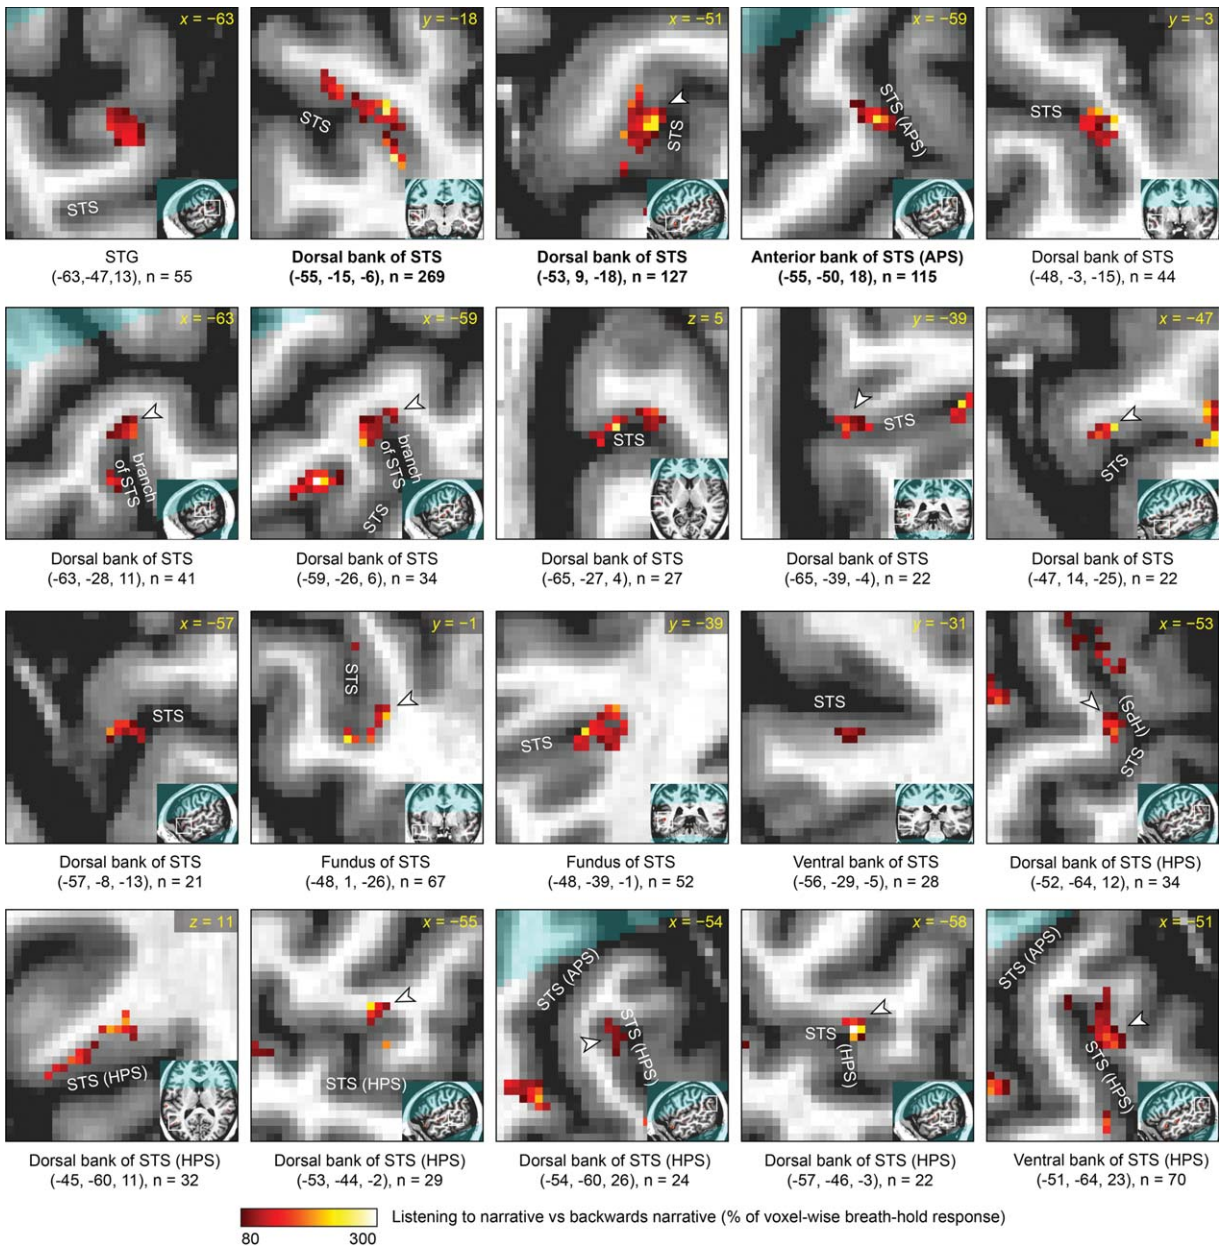 x = −63
y = −18
x = −51
x = −59
y = −3
STS
STS
STS
STS (APS)
STS
STG
(-63,-47,13), n = 55
Dorsal bank of STS
(-55, -15, -6), n = 269
Dorsal bank of STS
(-53, 9, -18), n = 127
Anterior bank of STS (APS)
(-55, -50, 18), n = 115
Dorsal bank of STS
(-48, -3, -15), n = 44
x = −63
x = −59
z = 5
y = −39
x = −47
branch
of STS
branch
of STS
STS
STS
STS
STS
Dorsal bank of STS
(-63, -28, 11), n = 41
Dorsal bank of STS
(-59, -26, 6), n = 34
Dorsal bank of STS
(-65, -27, 4), n = 27
Dorsal bank of STS
(-65, -39, -4), n = 22
Dorsal bank of STS
(-47, 14, -25), n = 22
x = −57
y = −1
y = −39
y = −31
x = −53
STS
STS
STS
STS
(HPS)
STS
Dorsal bank of STS
(-57, -8, -13), n = 21
Fundus of STS
(-48, 1, -26), n = 67
Fundus of STS
(-48, -39, -1), n = 52
Ventral bank of STS
(-56, -29, -5), n = 28
Dorsal bank of STS (HPS)
(-52, -64, 12), n = 34
z = 11
x = −55
x = −54
x = −58
x = −51
STS (HPS)
STS (HPS)
STS (APS)
STS (HPS)
STS
(HPS)
STS (APS)
STS (HPS)
Dorsal bank of STS (HPS)
(-45, -60, 11), n = 32
Dorsal bank of STS (HPS)
(-53, -44, -2), n = 29
Dorsal bank of STS (HPS)
(-54, -60, 26), n = 24
Dorsal bank of STS (HPS)
(-57, -46, -3), n = 22
Ventral bank of STS (HPS)
(-51, -64, 23), n = 70
Listening to narrative vs backwards narrative (% of voxel-wise breath-hold response)
80
300